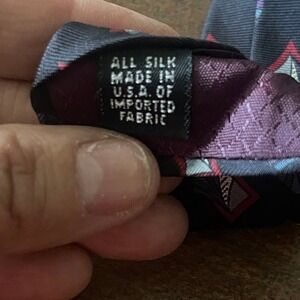 ALL SILK
MADE IN
U.S.A. OF
IMPORTED
FABRIC